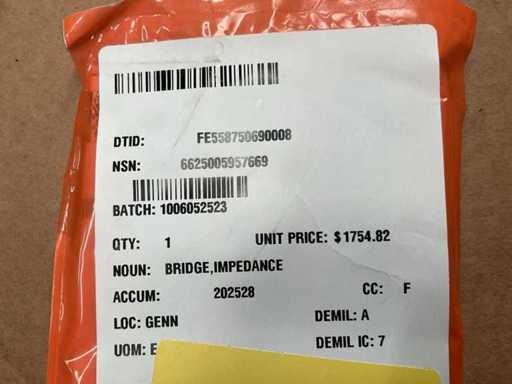 DTID: FE558750690008
NSN: 6625005957669
BATCH: 1006052523
QTY: 1 UNIT PRICE: $1754.82
NOUN: BRIDGE,IMPEDANCE
ACCUM: 202528 CC: F
LOC: GENN DEMIL: A
UOM: DEMIL IC: 7